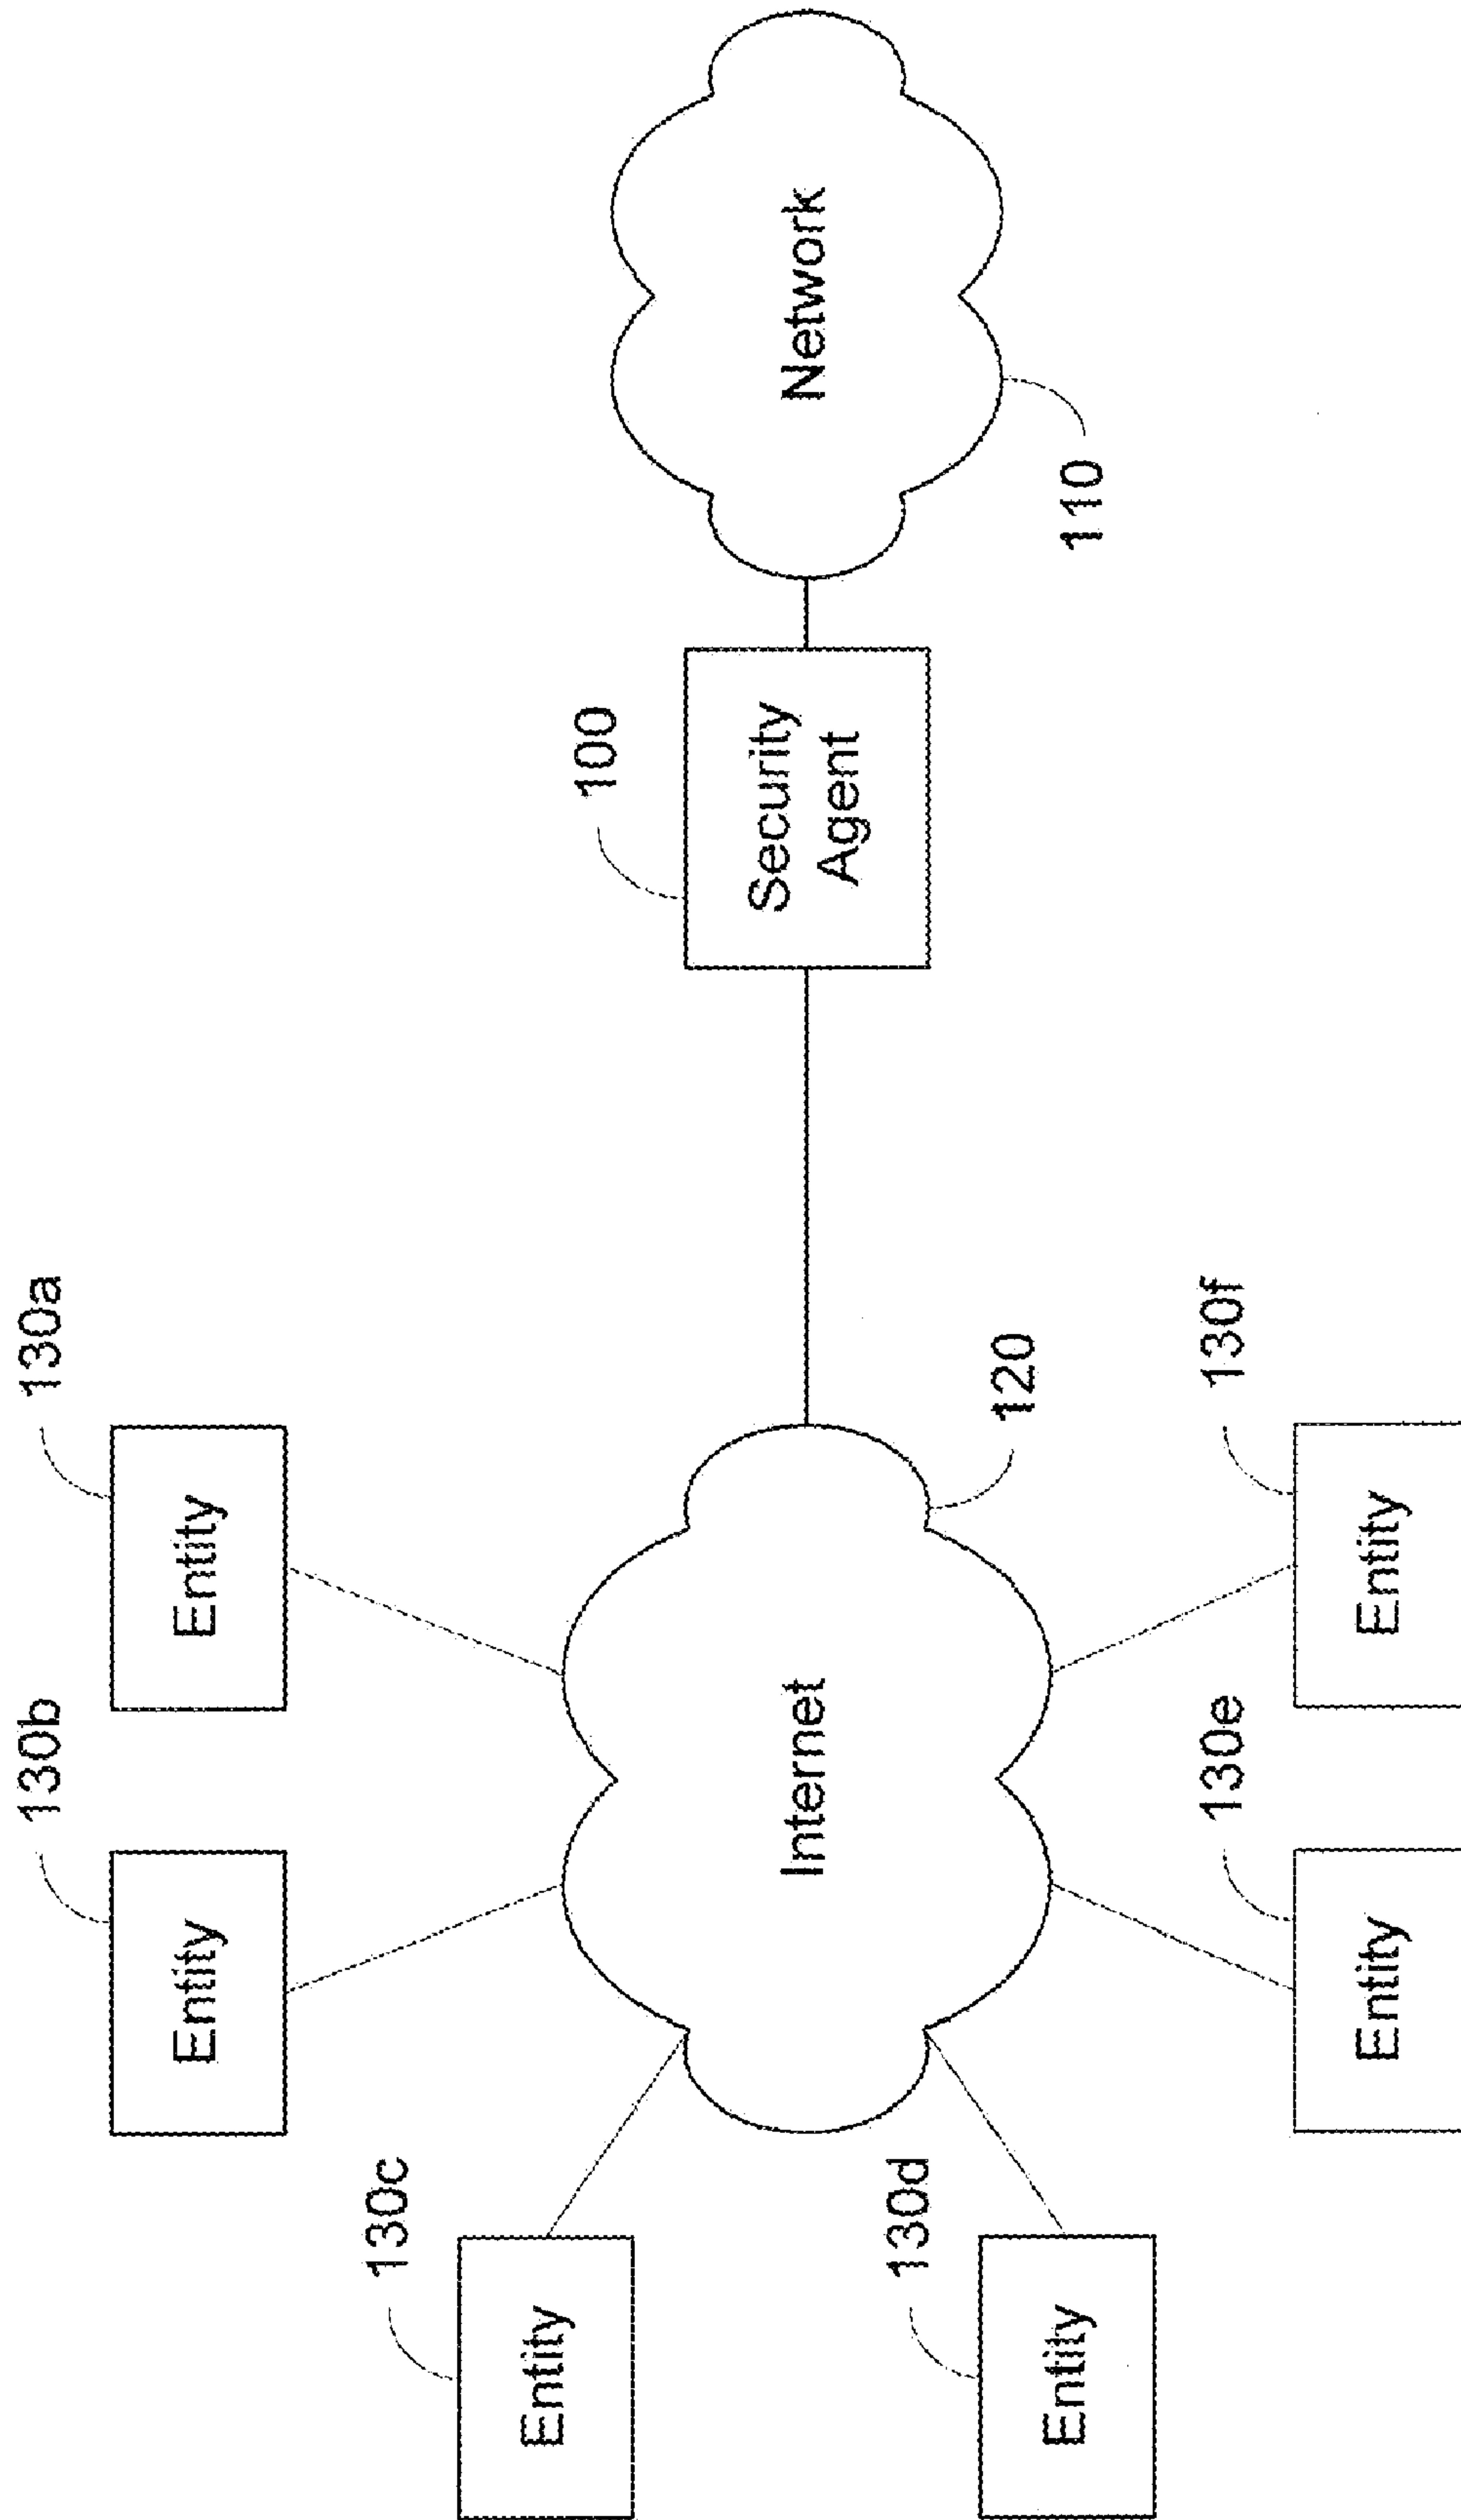 130a
Entity
130b
Entity
130c
Entity
130d
Entity
130e
Entity
130f
Entity
Internet
120
100
Security
Agent
Network
110